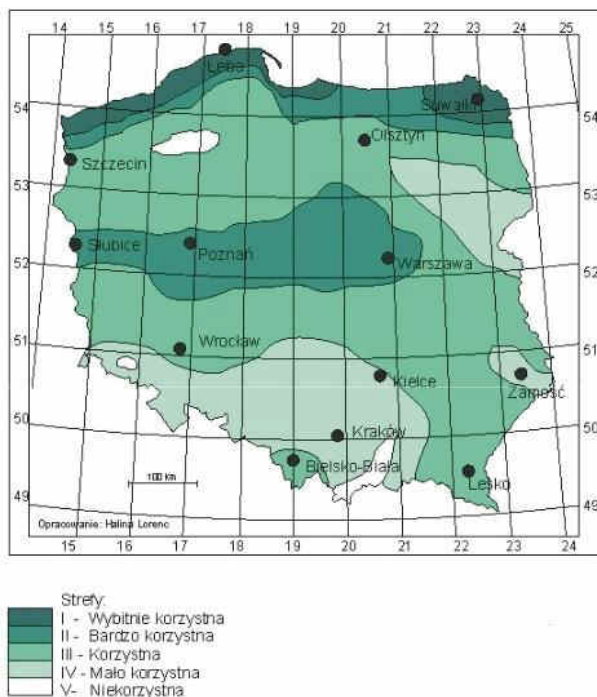 14 15 16 17 18 19 20 21 22 23 24 25
Łeba
54 54
Suwałki
Olsztyn
Szczecin
53 53
Słubice
Poznań
Warszawa
52 52
51 51
Wrocław
Kielce
Zamość
50 50
Kraków
Bielsko-Biała
Lesko
100 km
49 49
Opracowanie: Halina Lorenc
15 16 17 18 19 20 21 22 23 24
Strefy:
I - Wybitnie korzystna
II - Bardzo korzystna
III - Korzystna
IV - Mało korzystna
V- Niekorzystna